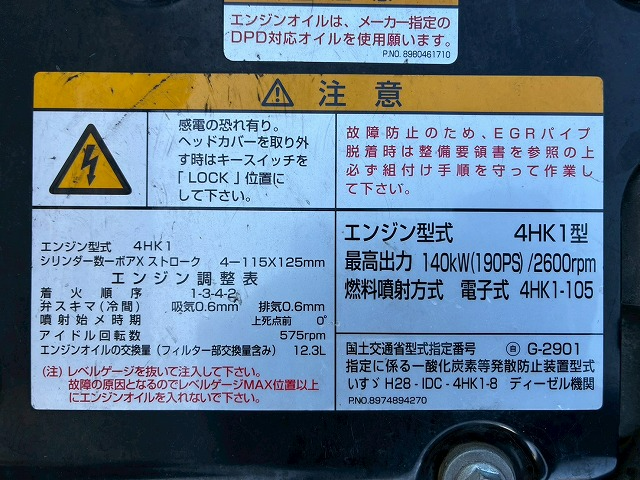 エンジンオイルは、メーカー指定の
DPD対応オイルを使用願います。
P.NO. 8980461710
注意
感電の恐れ有り。
ヘッドカバーを取り外
す時はキースイッチを
「LOCK」位置に
して下さい。
故障防止のため、EGRパイプ
脱着時は整備要領書を参照の上
必ず組付け手順を守って作業し
て下さい。
エンジン型式 4HK1
シリンダー数ーボアX ストローク 4ー115X125mm
エンジン調整表
着火順序 1-3-4-2
弁スキマ(冷間) 吸気0.6mm 排気0.6mm
噴射始メ時期 上死点前 0°
アイドル回転数 575rpm
エンジンオイルの交換量(フィルター部交換量含み) 12.3L
(注) レベルゲージを抜いて注入して下さい。
故障の原因となるのでレベルゲージMAX位置以上
にエンジンオイルを入れないで下さい。
エンジン型式 4HK1型
最高出力 140kW(190PS)/2600rpm
燃料噴射方式 電子式 4HK1-105
国土交通省型式指定番号 自 G-2901
指定に係る一酸化炭素等発散防止装置型式
いすゞ H28-IDC-4HK1-8 ディーゼル機関
P.NO.8974894270